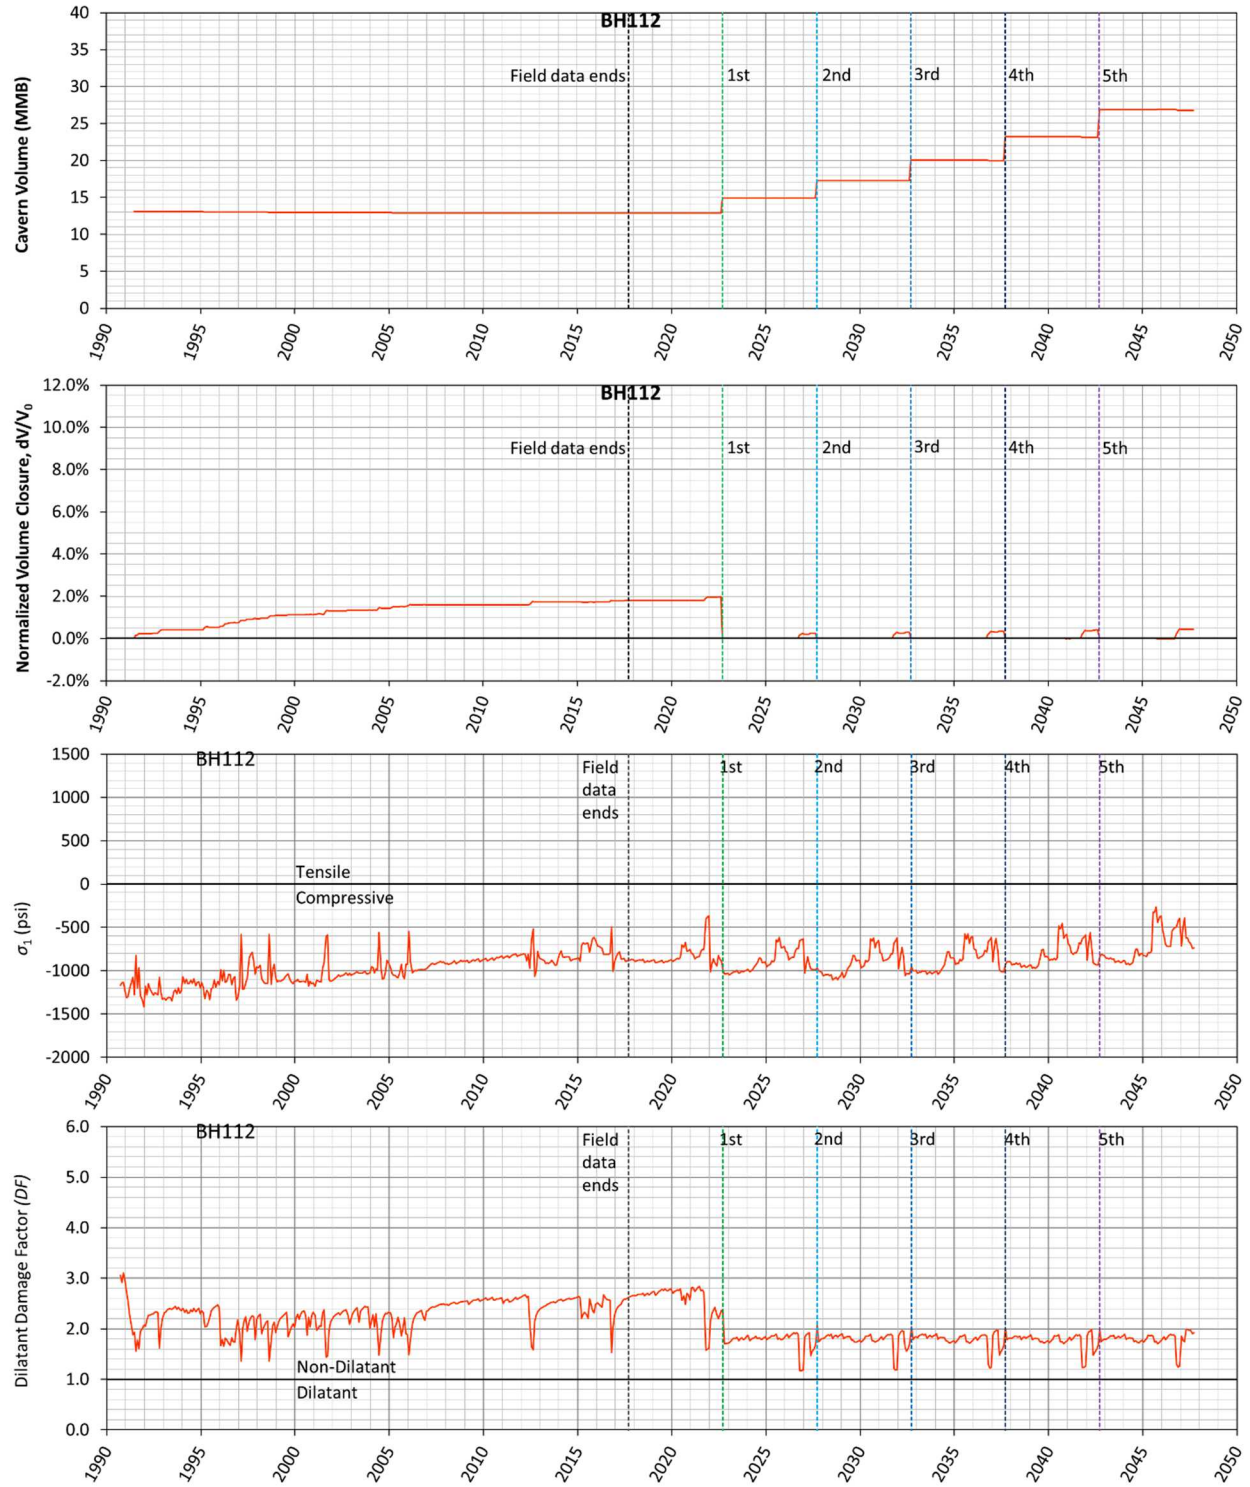 BH112
Cavern Volume (MMB)
40
35
30
25
20
15
10
5
0
Field data ends
1st
2nd
3rd
4th
5th
1990
1995
2000
2005
2010
2015
2020
2025
2030
2035
2040
2045
2050
BH112
Normalized Volume Closure, dV/V₀
12.0%
10.0%
8.0%
6.0%
4.0%
2.0%
0.0%
-2.0%
Field data ends
1st
2nd
3rd
4th
5th
1990
1995
2000
2005
2010
2015
2020
2025
2030
2035
2040
2045
2050
BH112
σ₁ (psi)
1500
1000
500
0
-500
-1000
-1500
-2000
Field
data
ends
1st
2nd
3rd
4th
5th
Tensile
Compressive
1990
1995
2000
2005
2010
2015
2020
2025
2030
2035
2040
2045
2050
BH112
Dilatant Damage Factor (DF)
6.0
5.0
4.0
3.0
2.0
1.0
0.0
Field
data
ends
1st
2nd
3rd
4th
5th
Non-Dilatant
Dilatant
1990
1995
2000
2005
2010
2015
2020
2025
2030
2035
2040
2045
2050